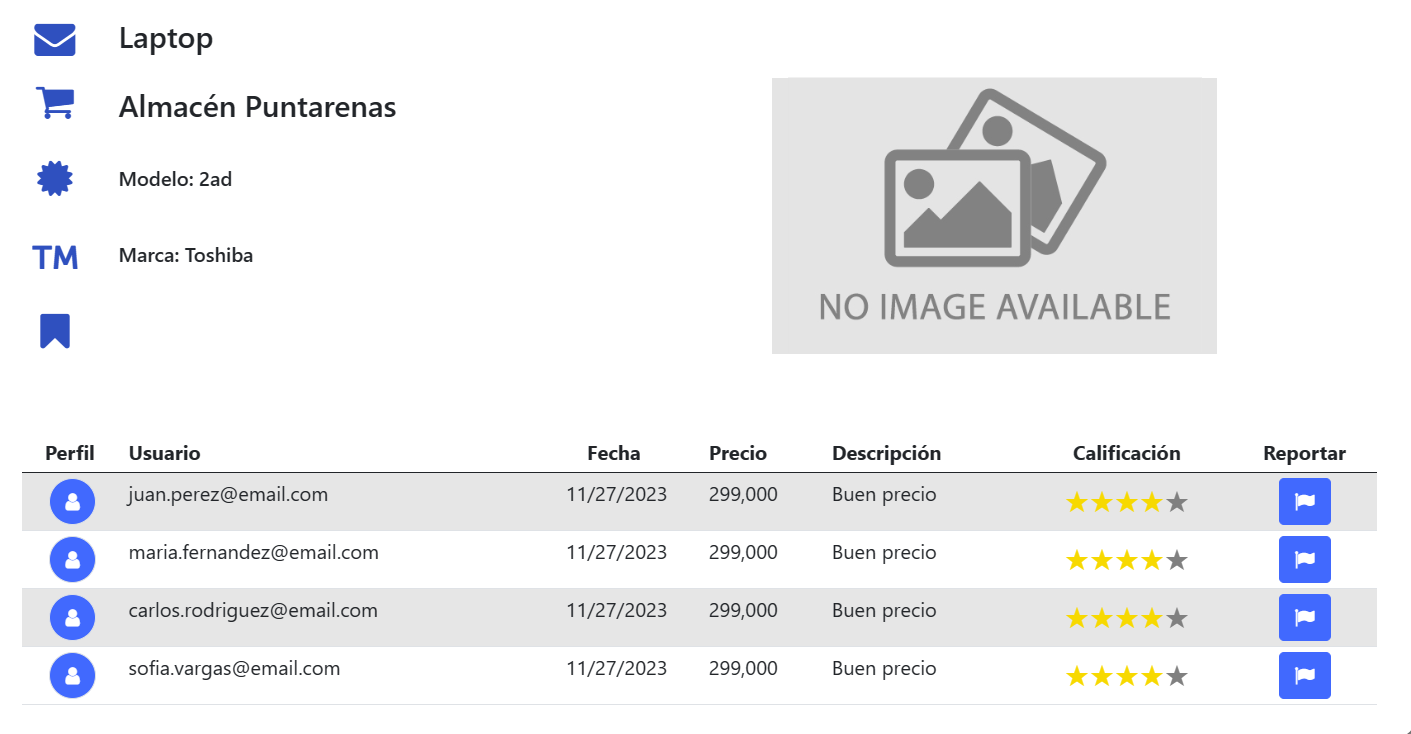 Laptop
Almacén Puntarenas
Modelo: 2ad
TM Marca: Toshiba
NO IMAGE AVAILABLE
Perfil Usuario Fecha Precio Descripción Calificación Reportar
juan.perez@email.com 11/27/2023 299,000 Buen precio
maria.fernandez@email.com 11/27/2023 299,000 Buen precio
carlos.rodriguez@email.com 11/27/2023 299,000 Buen precio
sofia.vargas@email.com 11/27/2023 299,000 Buen precio